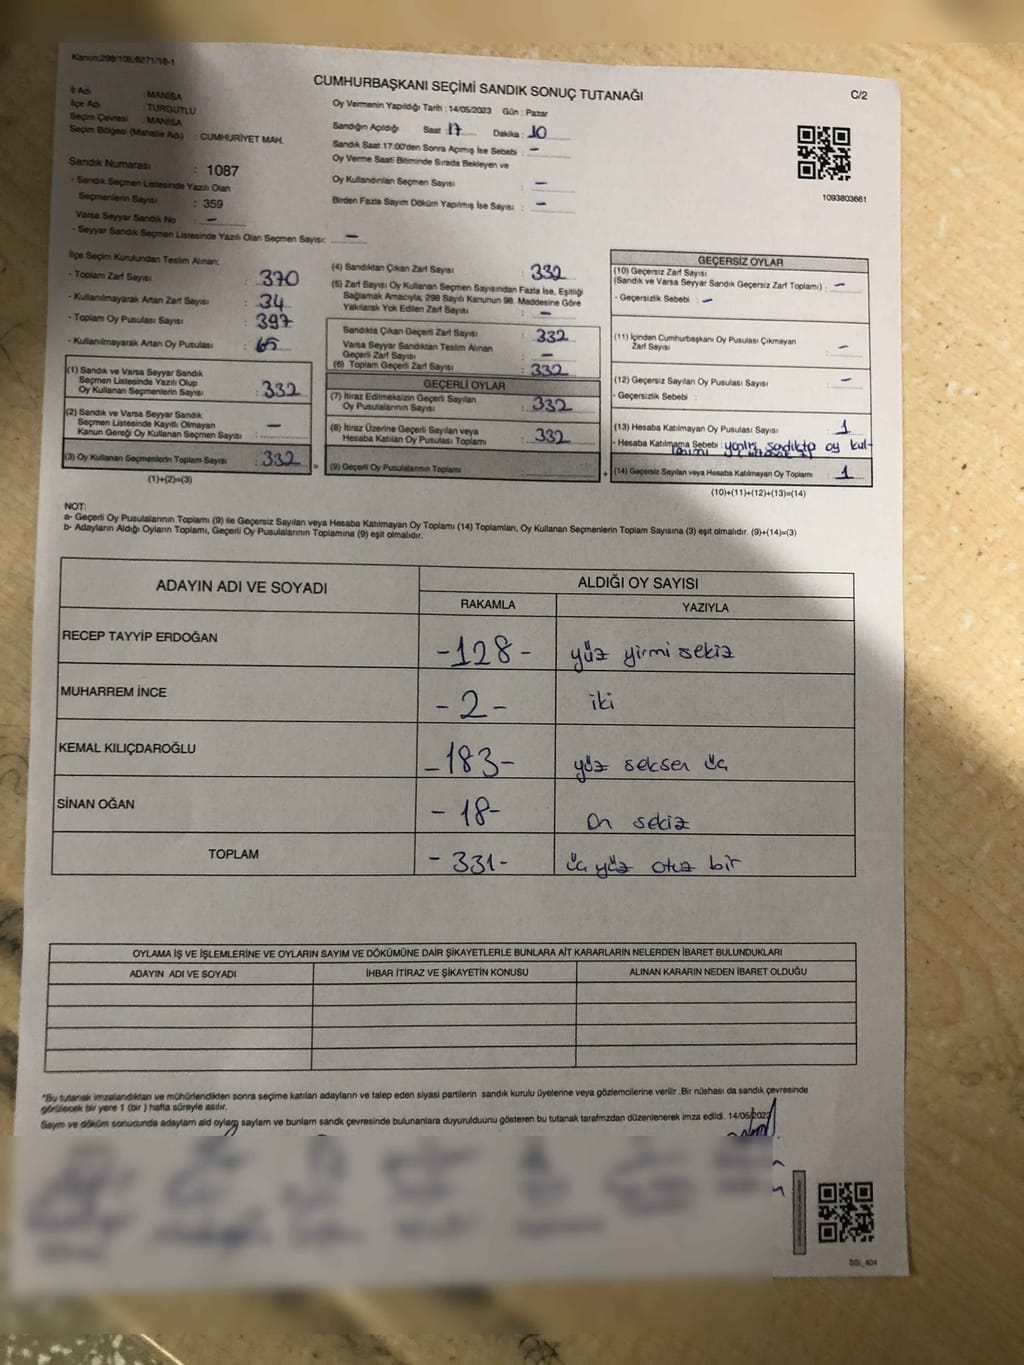 Kanun:298/105,6271/16-1
CUMHURBAŞKANI SEÇİMİ SANDIK SONUÇ TUTANAĞI
C/2
İl Adı : MANİSA
İlçe Adı : TURGUTLU
Seçim Çevresi : MANİSA
Seçim Bölgesi (Mahalle Adı) : CUMHURİYET MAH.
Oy Vermenin Yapıldığı Tarih : 14/05/2023 Gün : Pazar
Sandığın Açıldığı Saat : 17 Dakika : 10
Sandık Saat 17:00'den Sonra Açımış İse Sebebi : -
Oy Verme Saati Bitiminde Sırada Bekleyen ve
Oy Kullandırılan Seçmen Sayısı : -
Birden Fazla Sayım Döküm Yapılmış İse Sayısı : -
1093803661
Sandık Numarası : 1087
- Sandık Seçmen Listesinde Yazılı Olan
Seçmenlerin Sayısı : 359
Varsa Seyyar Sandık No : -
- Seyyar Sandık Seçmen Listesinde Yazılı Olan Seçmen Sayısı: -
İlçe Seçim Kurulundan Teslim Alınan;
- Toplam Zarf Sayısı : 370
- Kullanılmayarak Artan Zarf Sayısı : 34
- Toplam Oy Pusulası Sayısı : 397
- Kullanılmayarak Artan Oy Pusulası : 65
(1) Sandık ve Varsa Seyyar Sandık
Seçmen Listesinde Yazılı Olup
Oy Kullanan Seçmenlerin Sayısı : 332
(2) Sandık ve Varsa Seyyar Sandık
Seçmen Listesinde Kayıtlı Olmayan
Kanun Gereği Oy Kullanan Seçmen Sayısı : -
(3) Oy Kullanan Seçmenlerin Toplam Sayısı : 332
(1)+(2)=(3)
(4) Sandıktan Çıkan Zarf Sayısı : 332
(5) Zarf Sayısı Oy Kullanan Seçmen Sayısından Fazla İse, Eşitliği
Bağlamak Amacıyla; 298 Sayılı Kanunun 98. Maddesine Göre
Yakılarak Yok Edilen Zarf Sayısı : -
Sandıkta Çıkan Geçerli Zarf Sayısı : 332
Varsa Seyyar Sandıktan Teslim Alınan
Geçerli Zarf Sayısı : -
(6) Toplam Geçerli Zarf Sayısı : 332
GEÇERLİ OYLAR
(7) İtiraz Edilmeksizin Geçerli Sayılan
Oy Pusulalarının Sayısı : 332
(8) İtiraz Üzerine Geçerli Sayılan veya
Hesaba Katılan Oy Pusulası Toplamı : 332
= (9) Geçerli Oy Pusulalarının Toplamı : +
GEÇERSİZ OYLAR
(10) Geçersiz Zarf Sayısı
(Sandık ve Varsa Seyyar Sandık Geçersiz Zarf Toplamı) : -
- Geçersizlik Sebebi : -
(11) İçinden Cumhurbaşkanı Oy Pusulası Çıkmayan
Zarf Sayısı : -
(12) Geçersiz Sayılan Oy Pusulası Sayısı : -
- Geçersizlik Sebebi :
(13) Hesaba Katılmayan Oy Pusulası Sayısı : 1
- Hesaba Katılmama Sebebi : yanlış sandıkta oy kul-
(14) Geçersiz Sayılan veya Hesaba Katılmayan Oy Toplamı : 1
(10)+(11)+(12)+(13)=(14)
NOT:
a- Geçerli Oy Pusulalarının Toplamı (9) ile Geçersiz Sayılan veya Hesaba Katılmayan Oy Toplamı (14) Toplamları, Oy Kullanan Seçmenlerin Toplam Sayısına (3) eşit olmalıdır. (9)+(14)=(3)
b- Adayların Aldığı Oyların Toplamı, Geçerli Oy Pusulalarının Toplamına (9) eşit olmalıdır.
ADAYIN ADI VE SOYADI
ALDIĞI OY SAYISI
RAKAMLA YAZIYLA
RECEP TAYYİP ERDOĞAN -128- yüz yirmi sekiz
MUHARREM İNCE -2- iki
KEMAL KILIÇDAROĞLU -183- yüz seksen üç
SİNAN OĞAN -18- on sekiz
TOPLAM -331- üç yüz otuz bir
OYLAMA İŞ VE İŞLEMLERİNE VE OYLARIN SAYIM VE DÖKÜMÜNE DAİR ŞİKAYETLERLE BUNLARA AİT KARARLARIN NELERDEN İBARET BULUNDUKLARI
ADAYIN ADI VE SOYADI İHBAR İTİRAZ VE ŞİKAYETİN KONUSU ALINAN KARARIN NEDEN İBARET OLDUĞU
*Bu tutanak imzalandıktan ve mühürlendikten sonra seçime katılan adayların ve talep eden siyasi partilerin sandık kurulu üyelerine veya gözlemcilerine verilir .Bir nüshası da sandık çevresinde
görülecek bir yere 1 (bir ) hafta süreyle asılır.
Sayım ve döküm sonucunda adayların ald oyların sayların ve bunların sandık çevresinde bulunanlara duyurulduunu gösteren bu tutanak tarafmzdan düzenlenerek imza edildi. 14/05/2023
SSİ_404